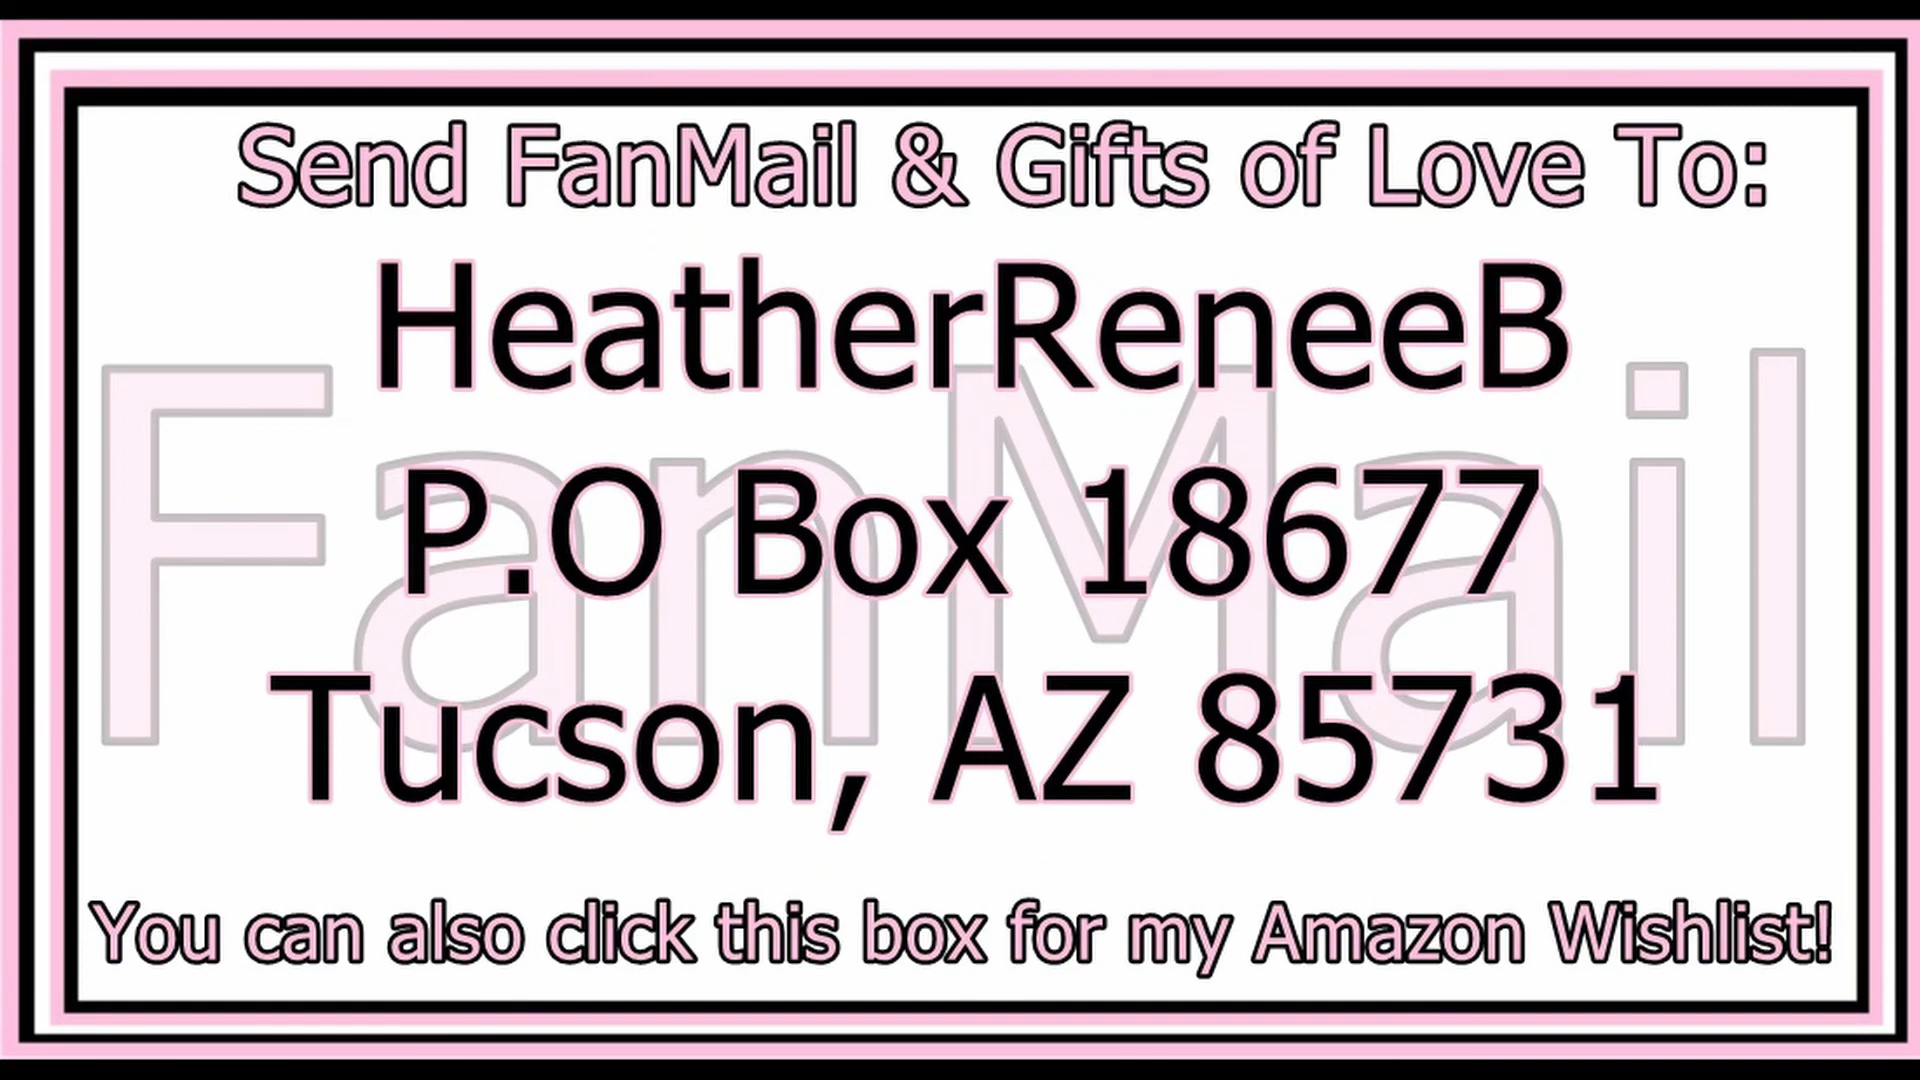 Send FanMail & Gifts of Love To:
HeatherReneeB
FanMail
P.O Box 18677
Tucson, AZ 85731
You can also click this box for my Amazon Wishlist!